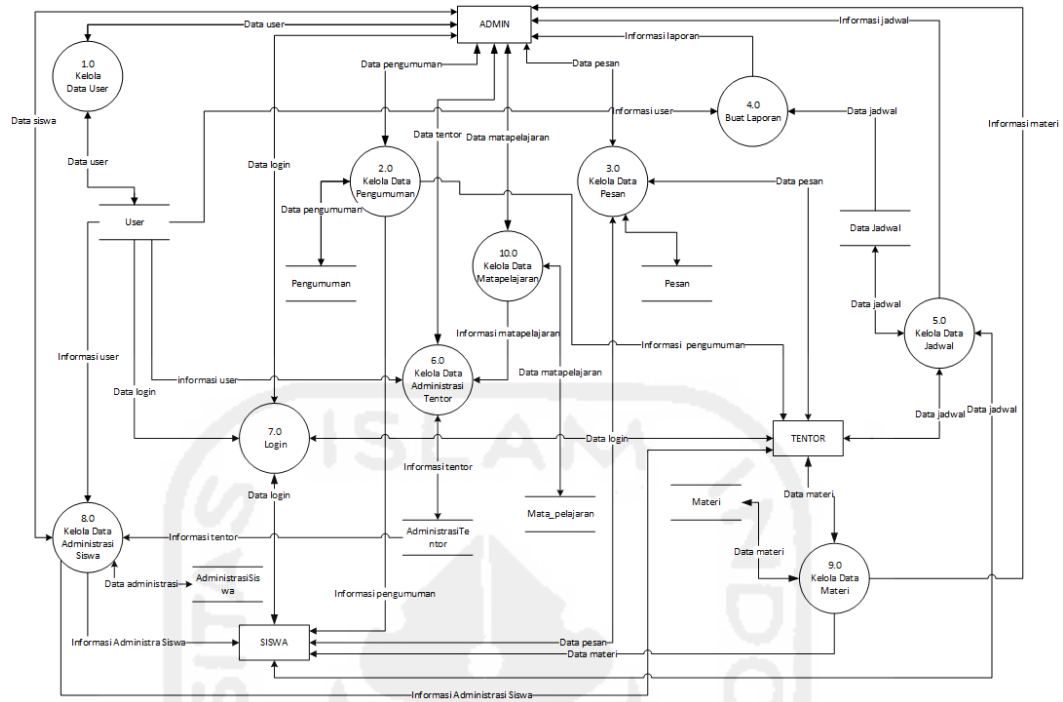 ADMIN
Data user
Informasi jadwal
Informasi laporan
1.0
Kelola
Data User
Data pengumuman
Data pesan
4.0
Buat Laporan
Data siswa
Data tentor
Data matapelajaran
Informasi user
Data jadwal
Informasi materi
Data user
Data login
2.0
Kelola Data
Pengumuman
3.0
Kelola Data
Pesan
Data pesan
User
Data pengumuman
Data Jadwal
10.0
Kelola Data
Matapelajaran
Pengumuman
Pesan
Data jadwal
5.0
Kelola Data
Jadwal
Informasi user
Informasi matapelajaran
Informasi pengumuman
6.0
Kelola Data
Administrasi
Tentor
informasi user
Data matapelajaran
Data login
Data jadwal
Data jadwal
7.0
Login
Data login
TENTOR
Informasi tentor
Data login
Data materi
Materi
8.0
Kelola Data
Administrasi
Siswa
Informasi tentor
AdministrasiTe
ntor
Mata_pelajaran
Data materi
9.0
Kelola Data
Materi
Data administrasi
AdministrasiSis
wa
Informasi pengumuman
Informasi Administra Siswa
SISWA
Data pesan
Data materi
Informasi Administrasi Siswa
ISLAM
INDO
SITAS